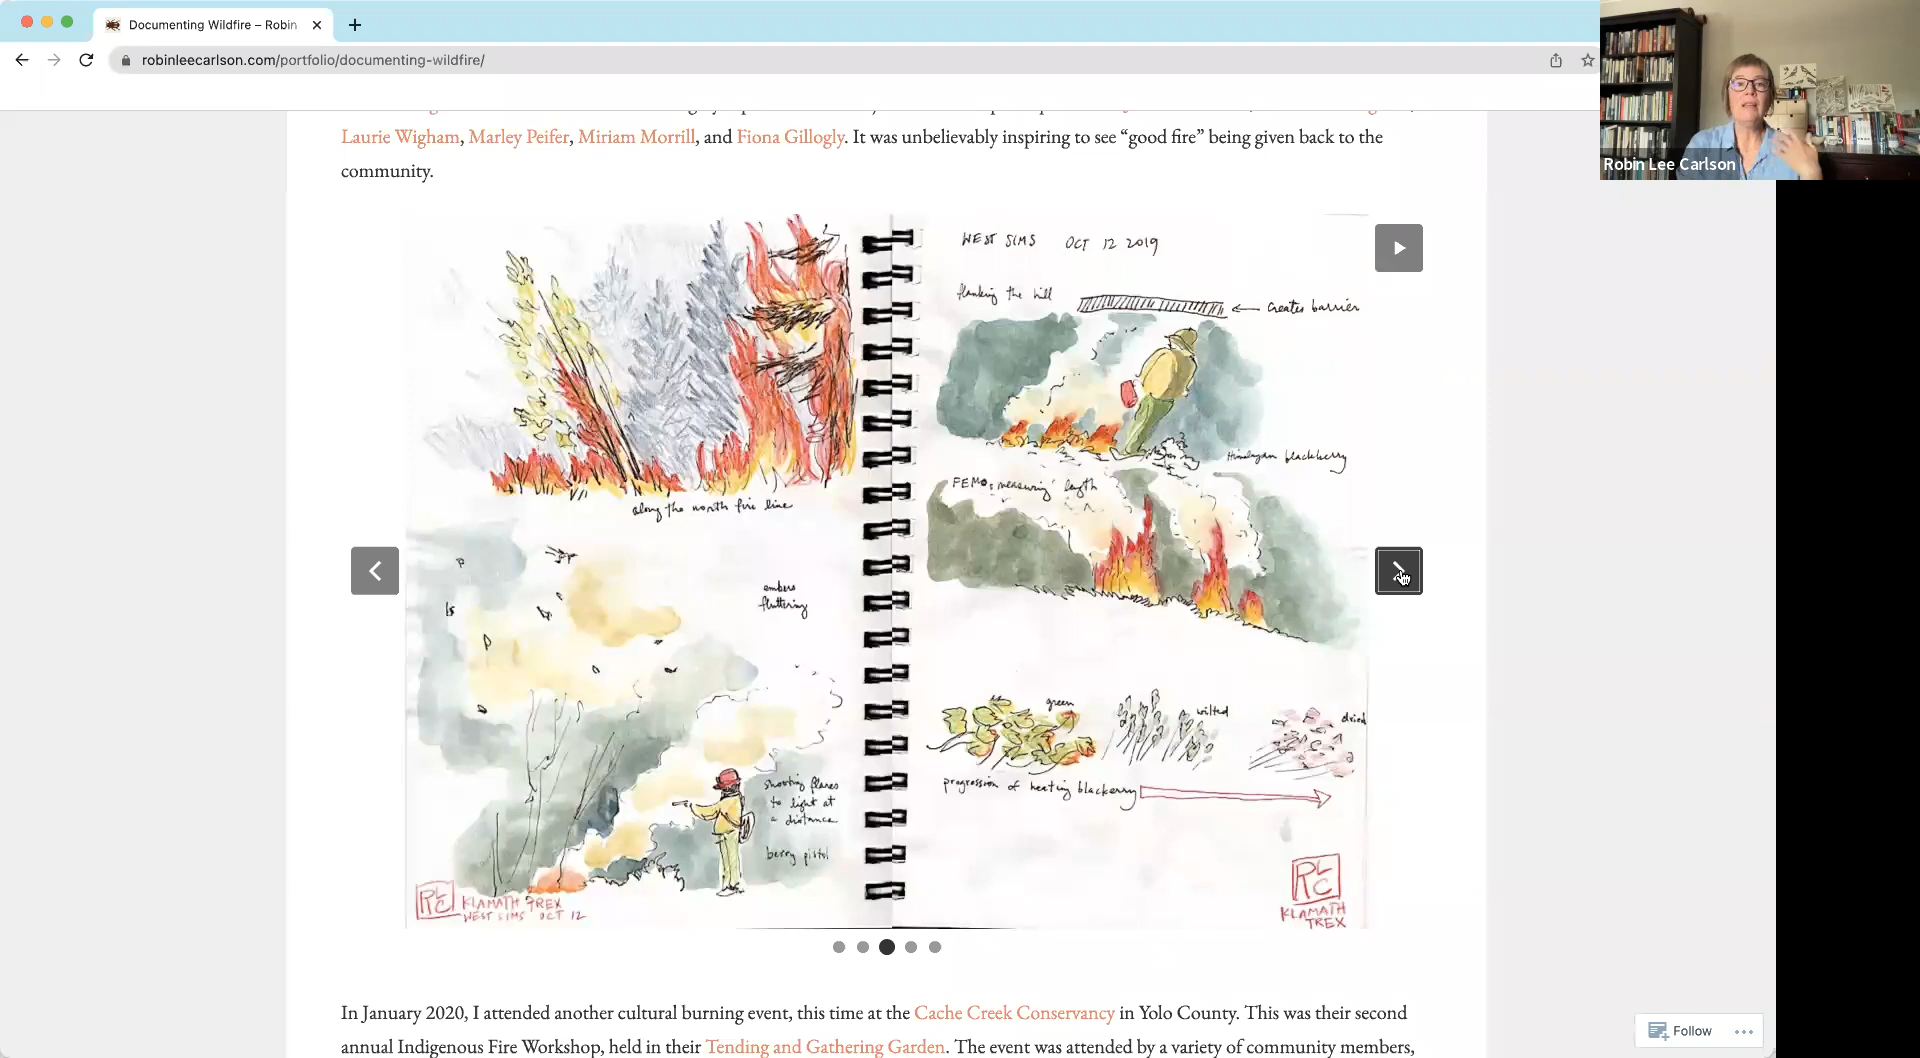 Documenting Wildfire – Robin
robinleecarlson.com/portfolio/documenting-wildfire/
Robin Lee Carlson
Laurie Wigham, Marley Peifer, Miriam Morrill, and Fiona Gillogly. It was unbelievably inspiring to see “good fire” being given back to the
community.
along the north fire line
embers
fluttering
shooting flares
to light at
a distance
berry pistol
RLC
KLAMATH TREX
WEST SIMS OCT 12
WEST SIMS OCT 12 2019
flanking the hill
creates barrier
Himalayan blackberry
FEMO: measuring length
green
wilted
dried
progression of heating blackberry
RLC
KLAMATH
TREX
In January 2020, I attended another cultural burning event, this time at the Cache Creek Conservancy in Yolo County. This was their second
annual Indigenous Fire Workshop, held in their Tending and Gathering Garden. The event was attended by a variety of community members,
Follow